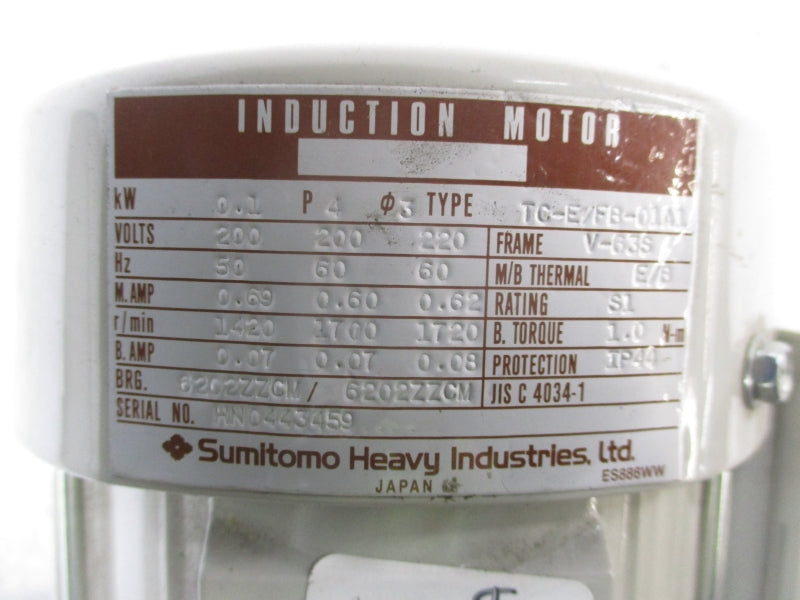 INDUCTION MOTOR
kW 0.1 P 4 φ 3 TYPE TC-E/FB-01A1
VOLTS 200 200 220 FRAME V-63S
Hz 50 60 60 M/B THERMAL E/B
M. AMP 0.69 0.60 0.62 RATING S1
r/min 1420 1700 1720 B. TORQUE 1.0 N-m
B. AMP 0.07 0.07 0.08 PROTECTION IP44
BRG. 6202ZZCM / 6202ZZCM JIS C 4034-1
SERIAL NO. WN0443459
Sumitomo Heavy Industries, Ltd.
JAPAN ES886WW